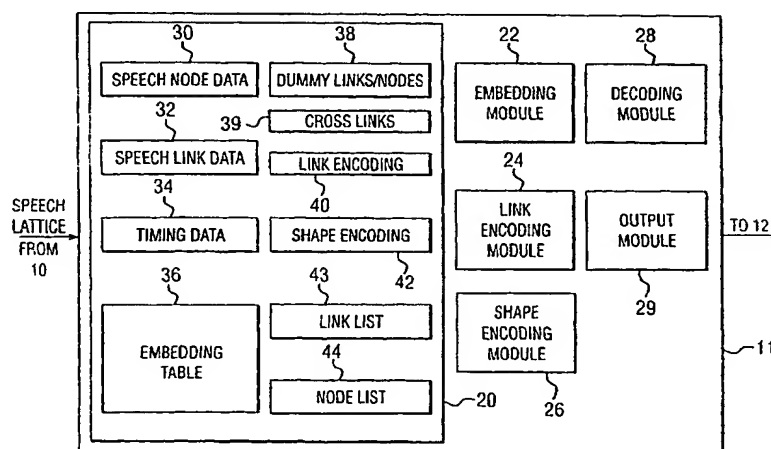 30
38
22
28
SPEECH NODE DATA
DUMMY LINKS/NODES
EMBEDDING
MODULE
DECODING
MODULE
32
39
CROSS LINKS
SPEECH LINK DATA
LINK ENCODING
24
40
SPEECH
LATTICE
FROM
10
34
TIMING DATA
SHAPE ENCODING
LINK
ENCODING
MODULE
OUTPUT
MODULE
TO 12
42
36
43
29
EMBEDDING
TABLE
LINK LIST
SHAPE
ENCODING
MODULE
11
44
NODE LIST
20
26